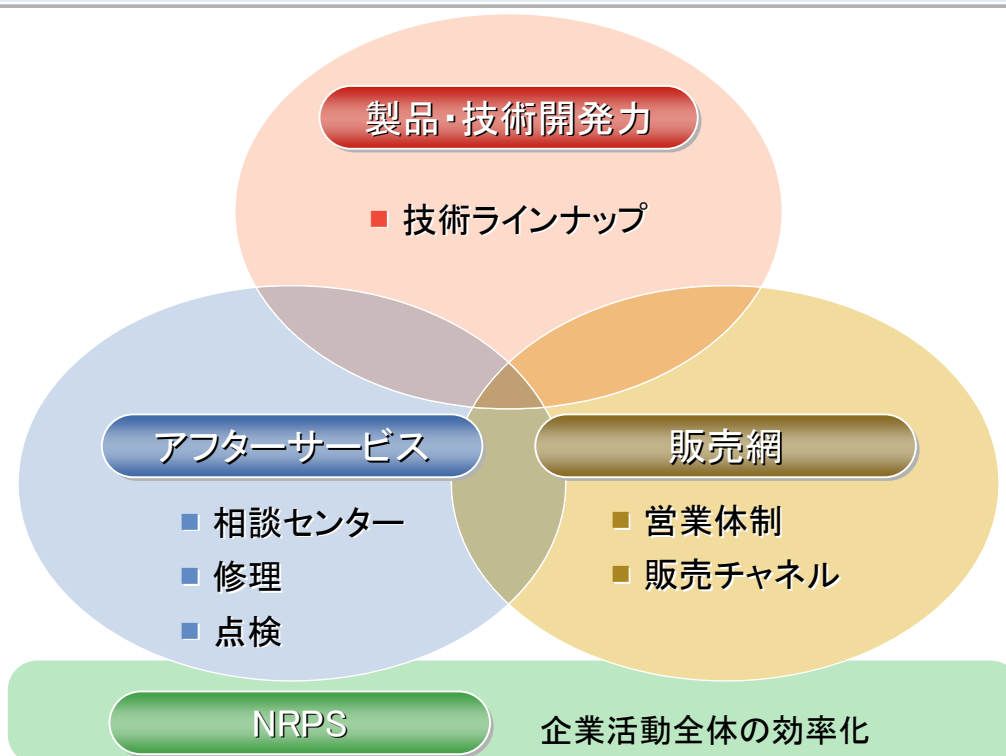 製品・技術開発力
■ 技術ラインナップ
アフターサービス
■ 相談センター
■ 修理
■ 点検
販売網
■ 営業体制
■ 販売チャネル
NRPS
企業活動全体の効率化